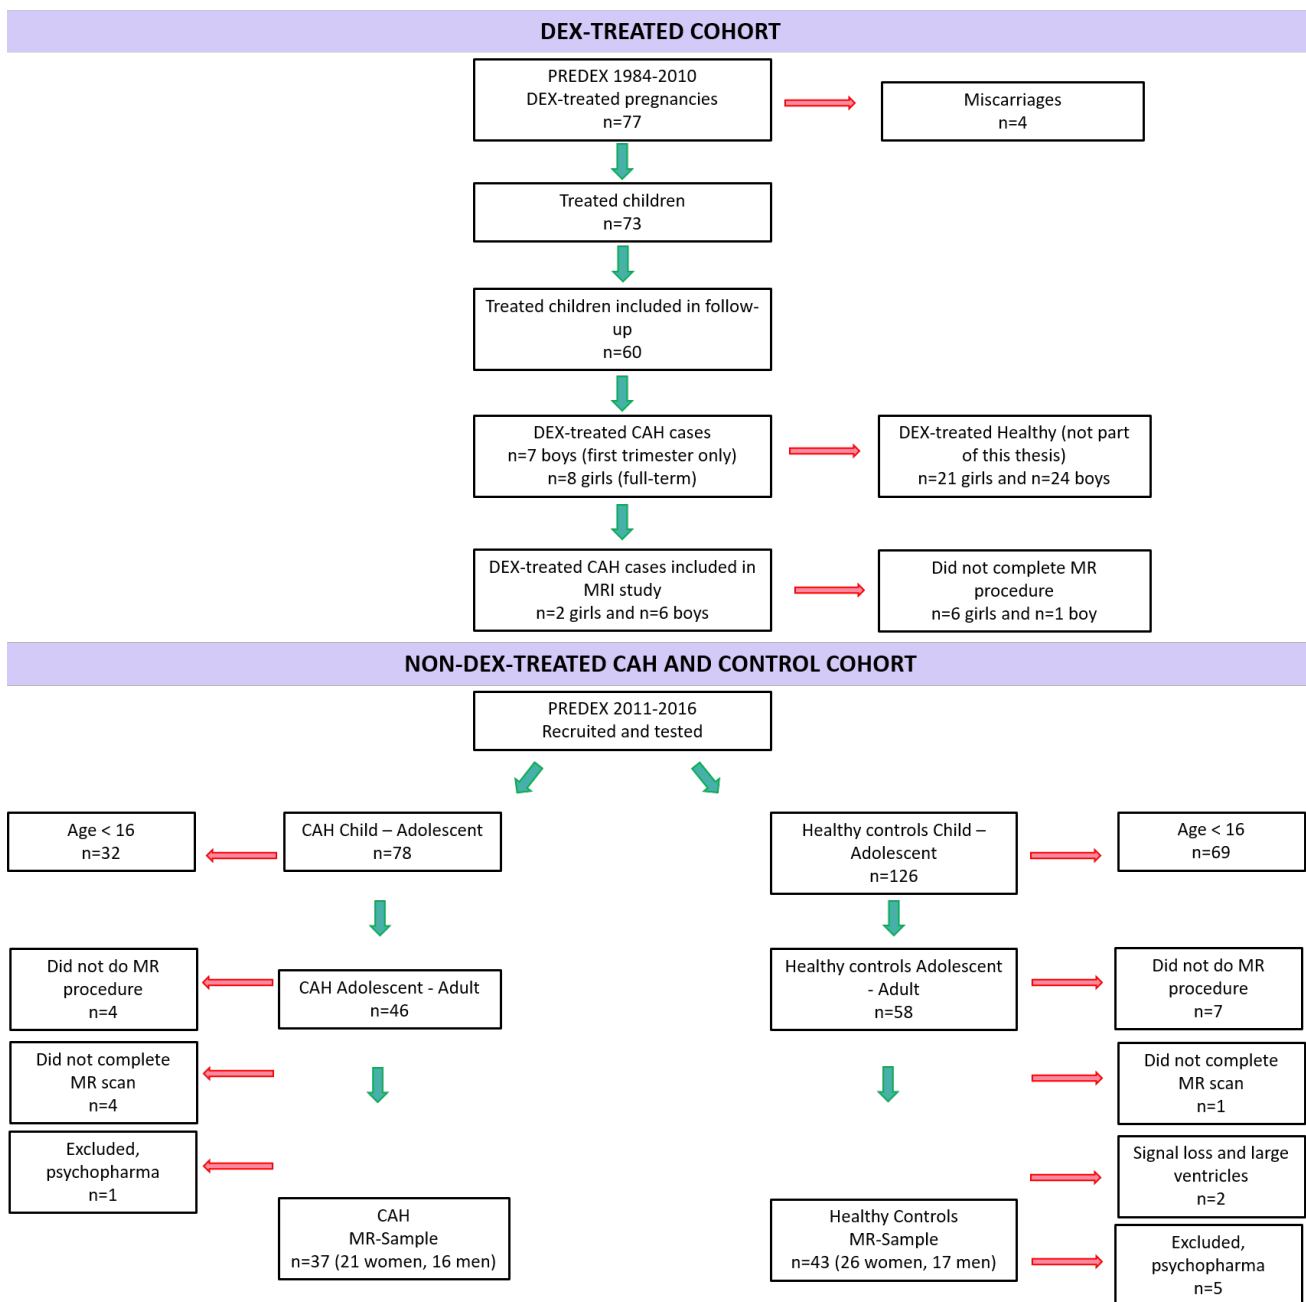 DEX-TREATED COHORT
PREDEX 1984-2010
DEX-treated pregnancies
n=77
Miscarriages
n=4
Treated children
n=73
Treated children included in follow-
up
n=60
DEX-treated CAH cases
n=7 boys (first trimester only)
n=8 girls (full-term)
DEX-treated Healthy (not part
of this thesis)
n=21 girls and n=24 boys
DEX-treated CAH cases included in
MRI study
n=2 girls and n=6 boys
Did not complete MR
procedure
n=6 girls and n=1 boy
NON-DEX-TREATED CAH AND CONTROL COHORT
PREDEX 2011-2016
Recruited and tested
Age < 16
n=32
CAH Child – Adolescent
n=78
Healthy controls Child –
Adolescent
n=126
Age < 16
n=69
Did not do MR
procedure
n=4
CAH Adolescent - Adult
n=46
Healthy controls Adolescent
- Adult
n=58
Did not do MR
procedure
n=7
Did not complete
MR scan
n=4
Did not complete
MR scan
n=1
Excluded,
psychopharma
n=1
Signal loss and large
ventricles
n=2
CAH
MR-Sample
n=37 (21 women, 16 men)
Healthy Controls
MR-Sample
n=43 (26 women, 17 men)
Excluded,
psychopharma
n=5